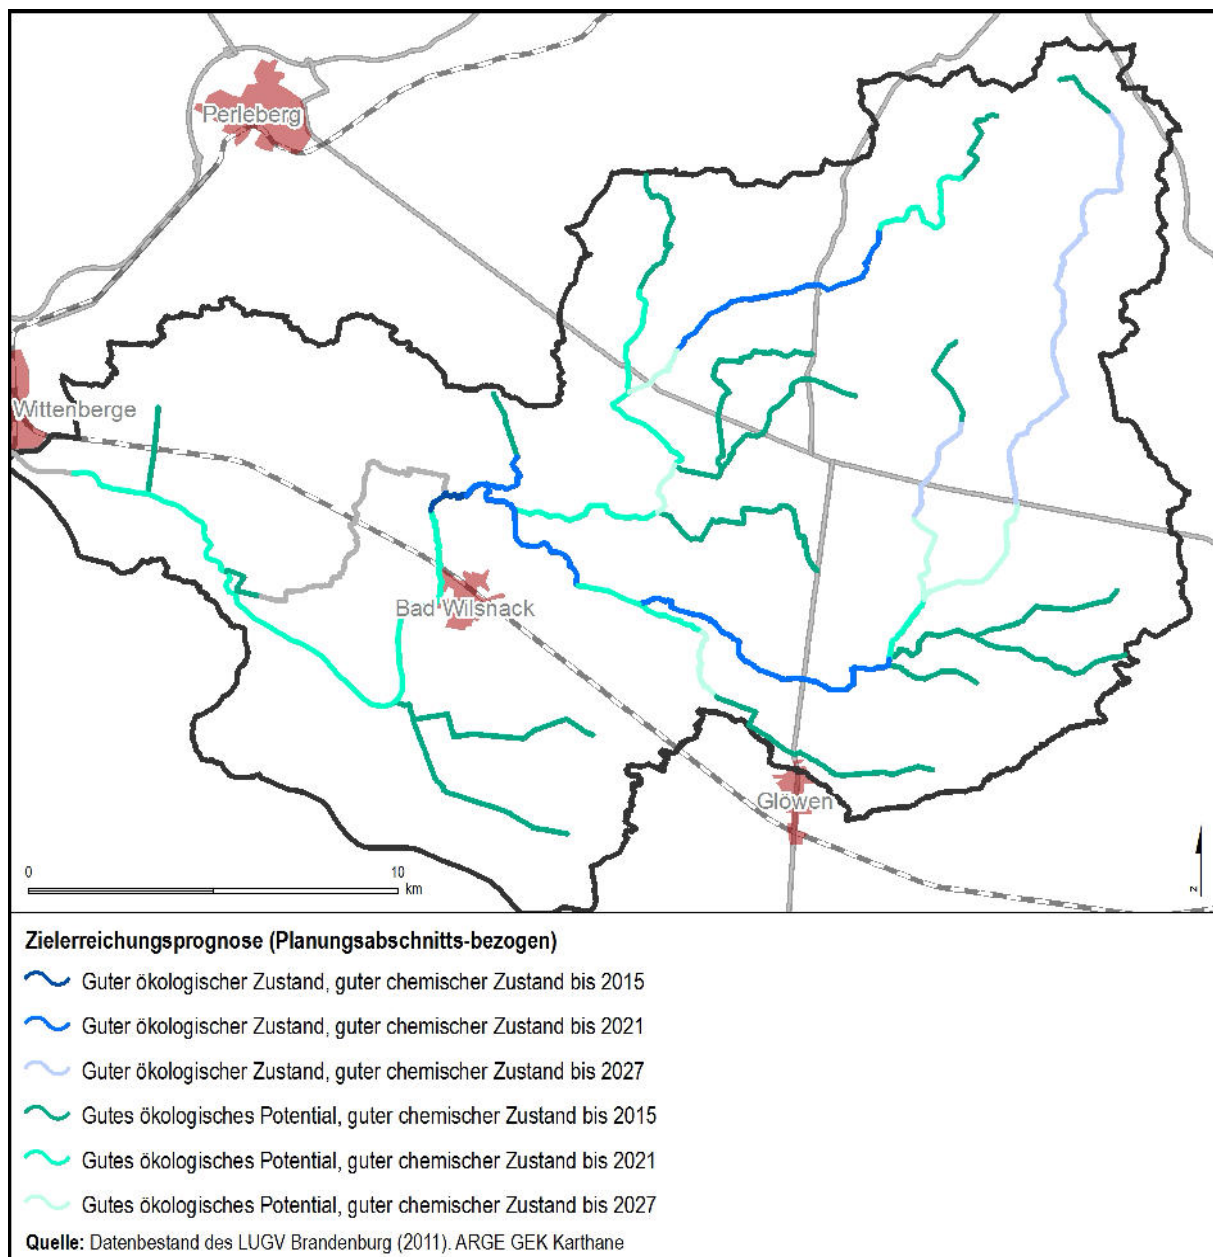 Perleberg
Wittenberge
Bad Wilsnack
Glöwen
0 10
km
N
Zielerreichungsprognose (Planungsabschnitts-bezogen)
Guter ökologischer Zustand, guter chemischer Zustand bis 2015
Guter ökologischer Zustand, guter chemischer Zustand bis 2021
Guter ökologischer Zustand, guter chemischer Zustand bis 2027
Gutes ökologisches Potential, guter chemischer Zustand bis 2015
Gutes ökologisches Potential, guter chemischer Zustand bis 2021
Gutes ökologisches Potential, guter chemischer Zustand bis 2027
Quelle: Datenbestand des LUGV Brandenburg (2011). ARGE GEK Karthane